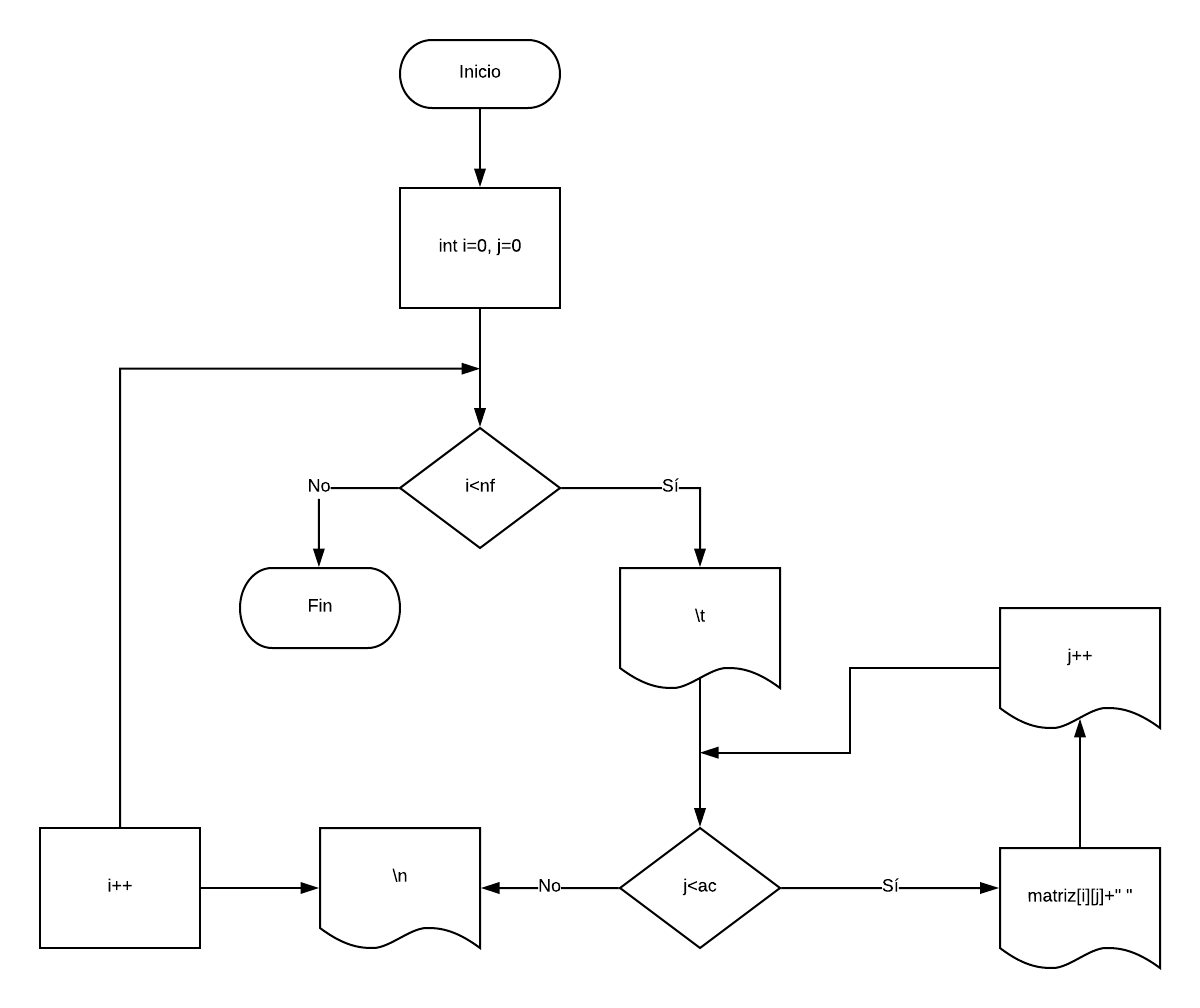 Inicio
int i=0, j=0
i<nf
No
Sí
Fin
\t
j++
i++
\n
No
j<ac
Sí
matriz[i][j]+" "